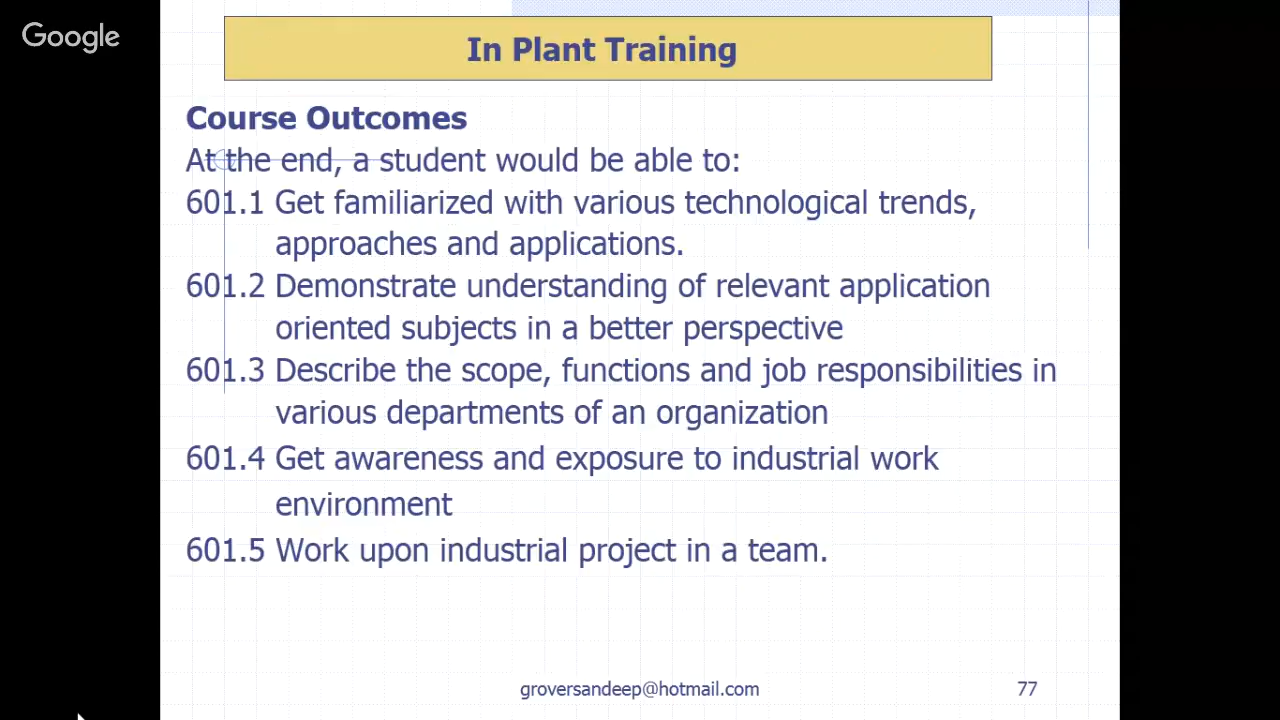 Google
In Plant Training
Course Outcomes
At the end, a student would be able to:
601.1 Get familiarized with various technological trends,
approaches and applications.
601.2 Demonstrate understanding of relevant application
oriented subjects in a better perspective
601.3 Describe the scope, functions and job responsibilities in
various departments of an organization
601.4 Get awareness and exposure to industrial work
environment
601.5 Work upon industrial project in a team.
groversandeep@hotmail.com
77